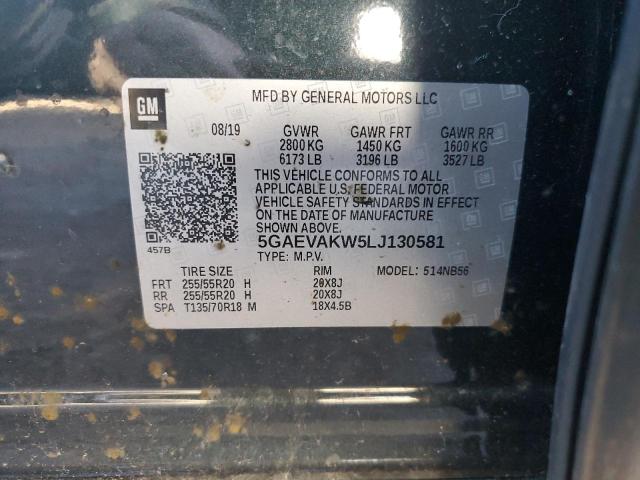 GM
MFD BY GENERAL MOTORS LLC
08/19 GVWR GAWR FRT GAWR RR
2800 KG 1450 KG 1600 KG
6173 LB 3196 LB 3527 LB
THIS VEHICLE CONFORMS TO ALL
APPLICABLE U.S. FEDERAL MOTOR
VEHICLE SAFETY STANDARDS IN EFFECT
ON THE DATE OF MANUFACTURE
SHOWN ABOVE.
457B
5GAEVAKW5LJ130581
TYPE: M.P.V. MODEL: 514NB56
TIRE SIZE RIM
FRT 255/55R20 H 20X8J
RR 255/55R20 H 20X8J
SPA T135/70R18 M 18X4.5B